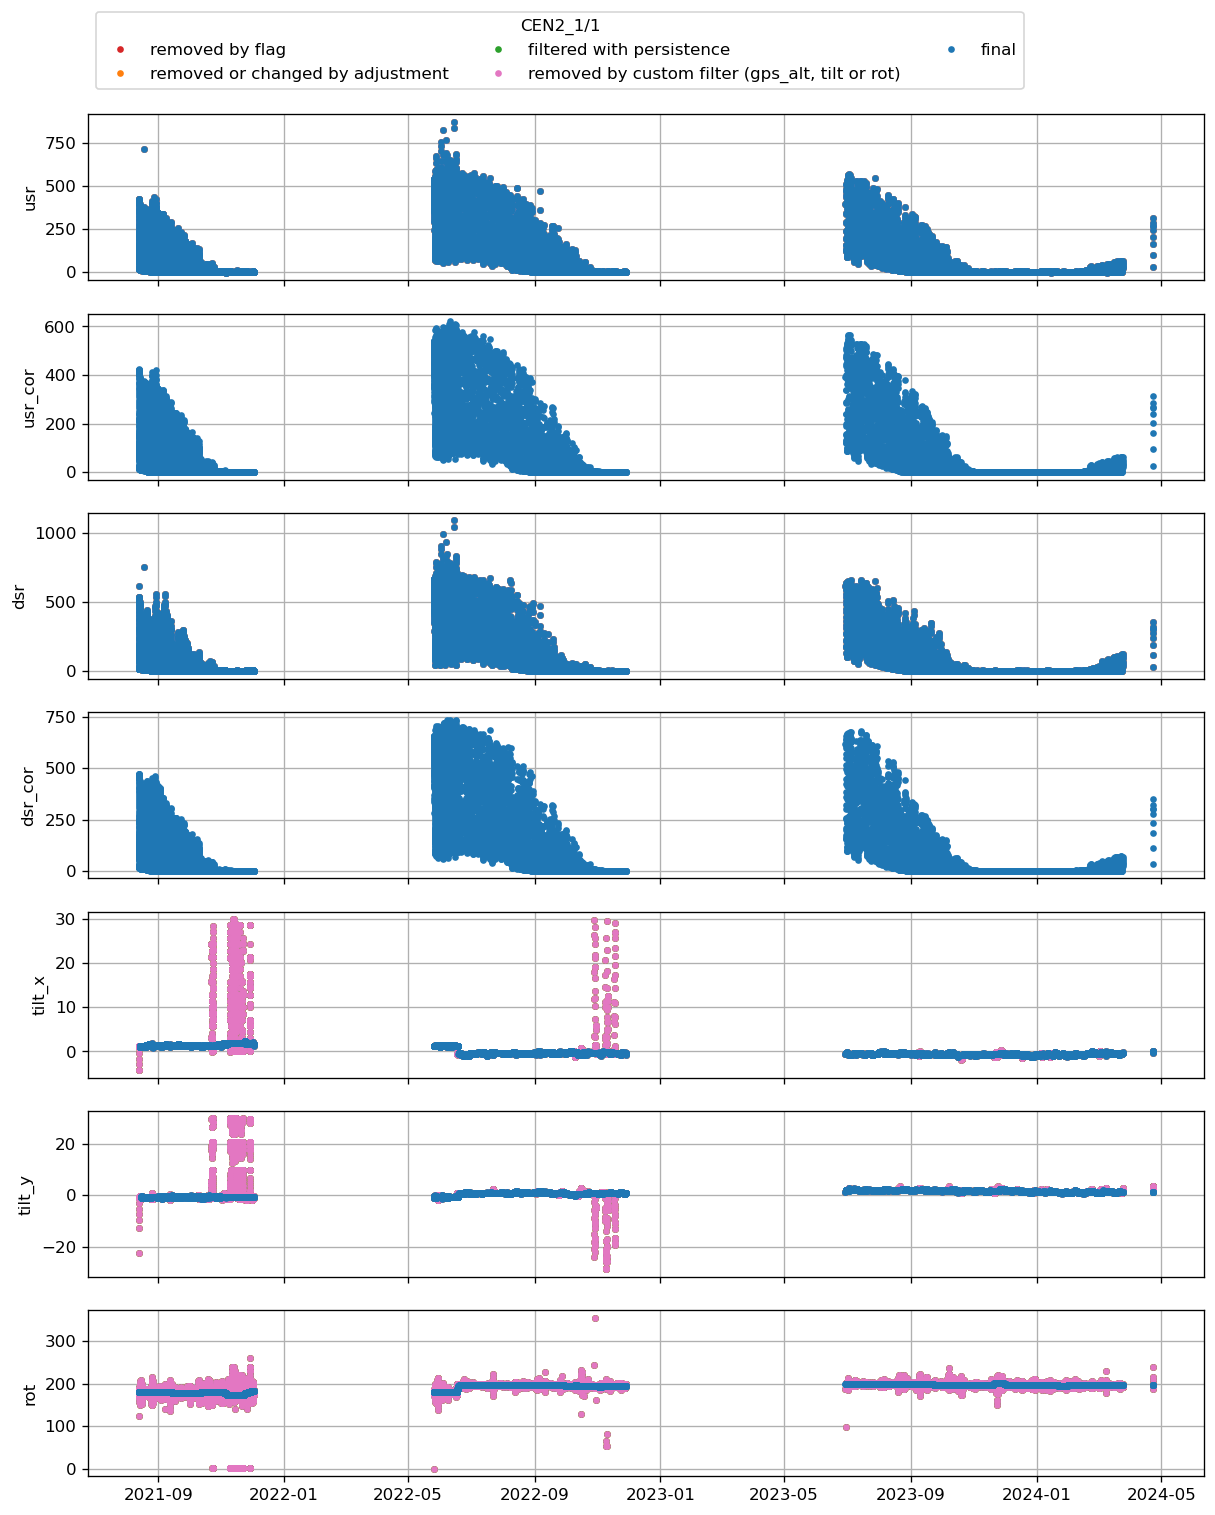 CEN2_1/1
removed by flag
filtered with persistence
final
removed or changed by adjustment
removed by custom filter (gps_alt, tilt or rot)
750
500
250
0
usr
600
400
200
0
usr_cor
1000
500
0
dsr
750
500
250
0
dsr_cor
30
20
10
0
tilt_x
20
0
−20
tilt_y
300
200
100
0
rot
2021-09
2022-01
2022-05
2022-09
2023-01
2023-05
2023-09
2024-01
2024-05